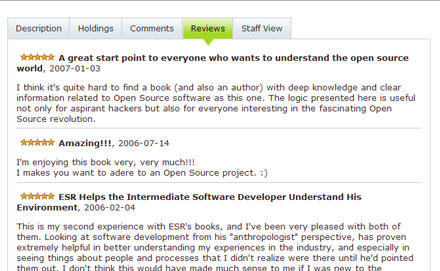 Description Holdings Comments Reviews Staff View
A great start point to everyone who wants to understand the open source
world, 2007-01-03
I think it's quite hard to find a book (and also an author) with deep knowledge and clear
information related to Open Source software as this one. The logic presented here is useful
not only for aspirant hackers but also for everyone interesting in the fascinating Open
Source revolution.
Amazing!!!, 2006-07-14
I'm enjoying this book very, very much!!!
I makes you want to adere to an Open Source project. :)
ESR Helps the Intermediate Software Developer Understand His
Environment, 2006-02-04
This is my second experience with ESR's books, and I've been very pleased with both of
them. Looking at software development from his "anthropologist" perspective, has proven
extremely helpful in better understanding my experiences in the industry, and especially in
seeing things about people and processes that I didn't realize were there until he'd pointed
them out. I don't think this would have made much sense to me if I was new to the